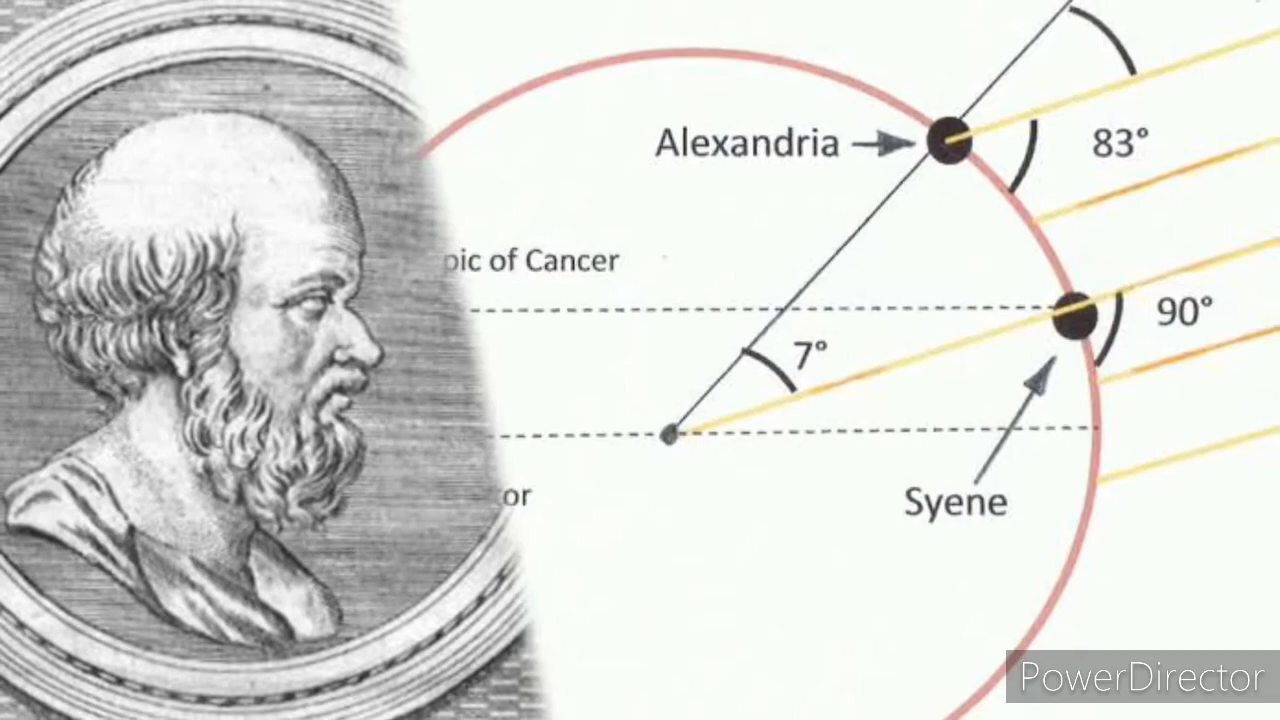 Alexandria
83°
pic of Cancer
90°
7°
or
Syene
PowerDirector